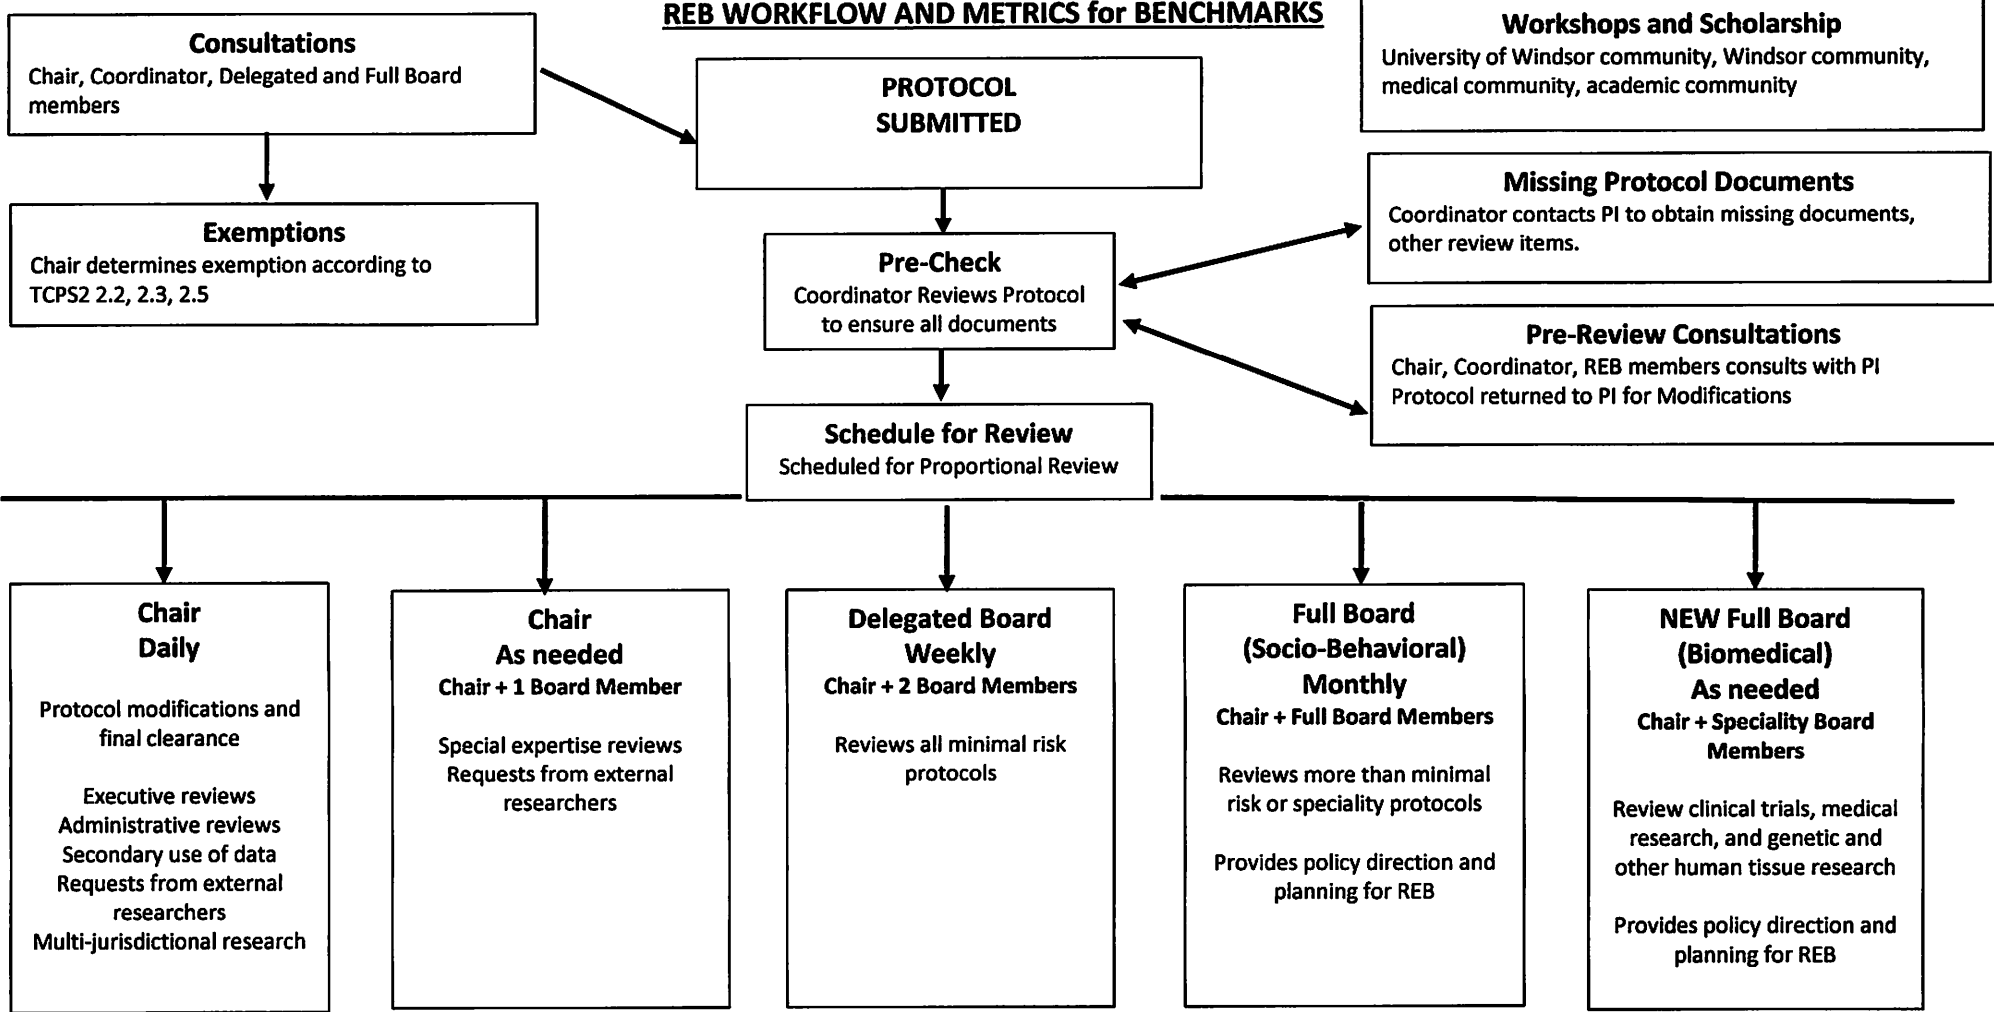 REB WORKFLOW AND METRICS for BENCHMARKS
Consultations
Chair, Coordinator, Delegated and Full Board
members
PROTOCOL
SUBMITTED
Workshops and Scholarship
University of Windsor community, Windsor community,
medical community, academic community
Exemptions
Chair determines exemption according to
TCPS2 2.2, 2.3, 2.5
Pre-Check
Coordinator Reviews Protocol
to ensure all documents
Missing Protocol Documents
Coordinator contacts PI to obtain missing documents,
other review items.
Pre-Review Consultations
Chair, Coordinator, REB members consults with PI
Protocol returned to PI for Modifications
Schedule for Review
Scheduled for Proportional Review
Chair
Daily
Protocol modifications and
final clearance
Executive reviews
Administrative reviews
Secondary use of data
Requests from external
researchers
Multi-jurisdictional research
Chair
As needed
Chair + 1 Board Member
Special expertise reviews
Requests from external
researchers
Delegated Board
Weekly
Chair + 2 Board Members
Reviews all minimal risk
protocols
Full Board
(Socio-Behavioral)
Monthly
Chair + Full Board Members
Reviews more than minimal
risk or speciality protocols
Provides policy direction and
planning for REB
NEW Full Board
(Biomedical)
As needed
Chair + Speciality Board
Members
Review clinical trials, medical
research, and genetic and
other human tissue research
Provides policy direction and
planning for REB